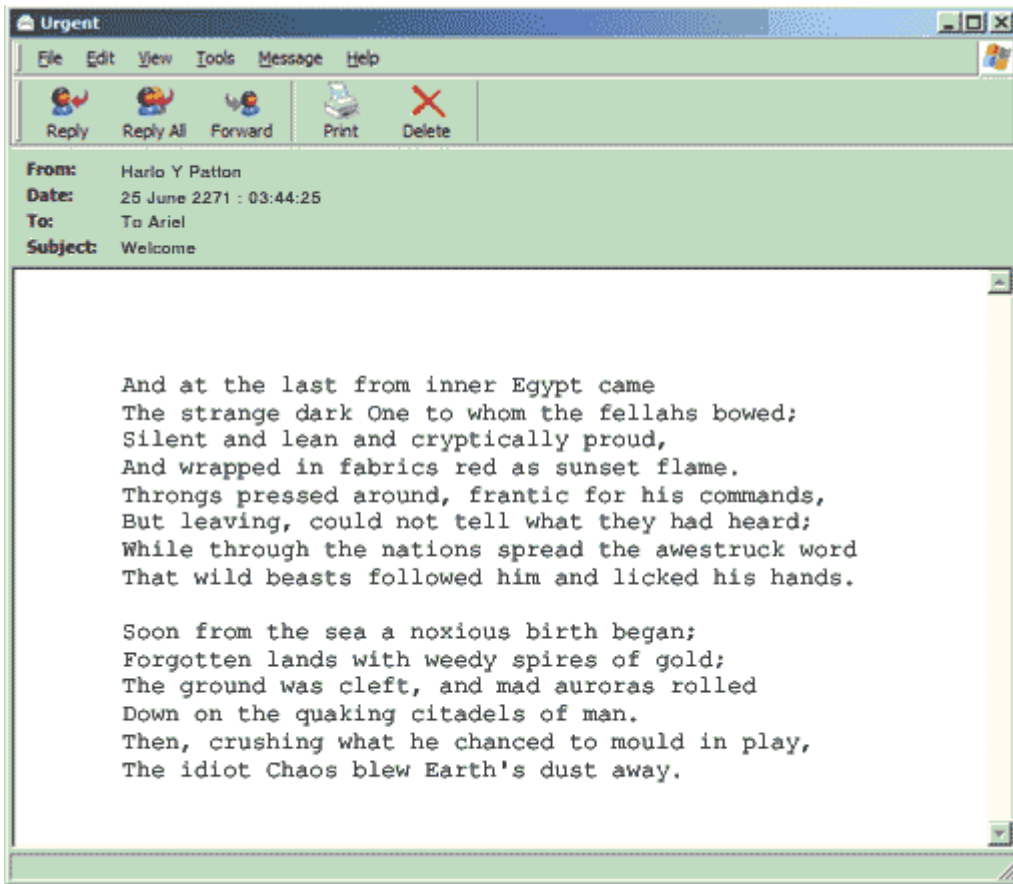 Urgent
File Edit View Tools Message Help
Reply Reply All Forward Print Delete
From: Harlo Y Patton
Date: 25 June 2271 : 03:44:25
To: To Ariel
Subject: Welcome
And at the last from inner Egypt came
The strange dark One to whom the fellahs bowed;
Silent and lean and cryptically proud,
And wrapped in fabrics red as sunset flame.
Throngs pressed around, frantic for his commands,
But leaving, could not tell what they had heard;
While through the nations spread the awestruck word
That wild beasts followed him and licked his hands.
Soon from the sea a noxious birth began;
Forgotten lands with weedy spires of gold;
The ground was cleft, and mad auroras rolled
Down on the quaking citadels of man.
Then, crushing what he chanced to mould in play,
The idiot Chaos blew Earth's dust away.